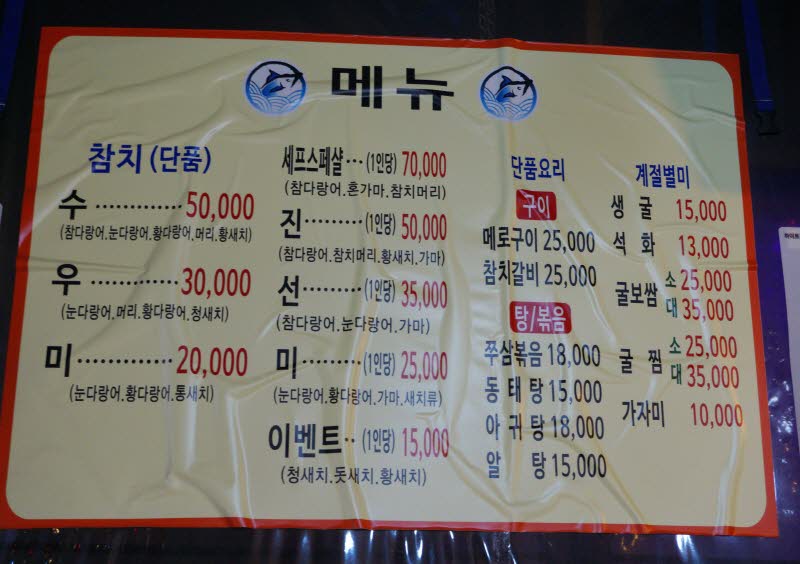 메뉴
참치 (단품)
수 ·············· 50,000
(참다랑어.눈다랑어.황다랑어.머리.황새치)
우 ·············· 30,000
(눈다랑어.머리.황다랑어.청새치)
미 ·············· 20,000
(눈다랑어.황다랑어.통새치)
세프스페샬 ··· (1인당) 70,000
(참다랑어.혼가마.참치머리)
진 ········· (1인당) 50,000
(참다랑어.참치머리.황새치.가마)
선 ········· (1인당) 35,000
(참다랑어.눈다랑어.가마)
미 ········· (1인당) 25,000
(눈다랑어.황다랑어.가마.새치류)
이벤트 ·· (1인당) 15,000
(청새치.돗새치.황새치)
단품요리
구이
메로구이 25,000
참치갈비 25,000
탕/볶음
쭈삼볶음 18,000
동태탕 15,000
아귀탕 18,000
알 탕 15,000
계절별미
생 굴 15,000
석 화 13,000
굴보쌈 소 25,000
대 35,000
굴 찜 소 25,000
대 35,000
가자미 10,000